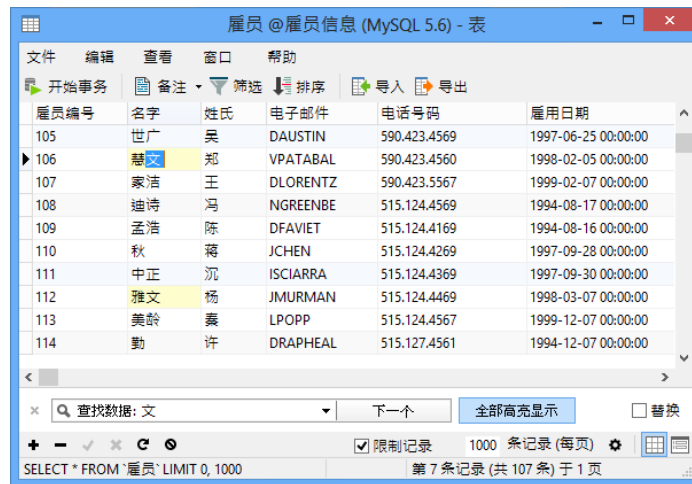 雇员 @雇员信息 (MySQL 5.6) - 表
文件 编辑 查看 窗口 帮助
开始事务 备注 筛选 排序 导入 导出
雇员编号 名字 姓氏 电子邮件 电话号码 雇用日期
105 世广 吴 DAUSTIN 590.423.4569 1997-06-25 00:00:00
106 慧文 郑 VPATABAL 590.423.4560 1998-02-05 00:00:00
107 家洁 王 DLORENTZ 590.423.5567 1999-02-07 00:00:00
108 迪诗 冯 NGREENBE 515.124.4569 1994-08-17 00:00:00
109 孟浩 陈 DFAVIET 515.124.4169 1994-08-16 00:00:00
110 秋 蒋 JCHEN 515.124.4269 1997-09-28 00:00:00
111 中正 沉 ISCIARRA 515.124.4369 1997-09-30 00:00:00
112 雅文 杨 JMURMAN 515.124.4469 1998-03-07 00:00:00
113 美龄 LPOPP 515.124.4567 1999-12-07 00:00:00
114 勤 许 DRAPHEAL 515.127.4561 1994-12-07 00:00:00
查找数据: 文 下一个 全部高亮显示 替换
限制记录 1000 条记录 (每页)
SELECT * FROM `雇员` LIMIT 0, 1000 第 7 条记录 (共 107 条) 于 1 页